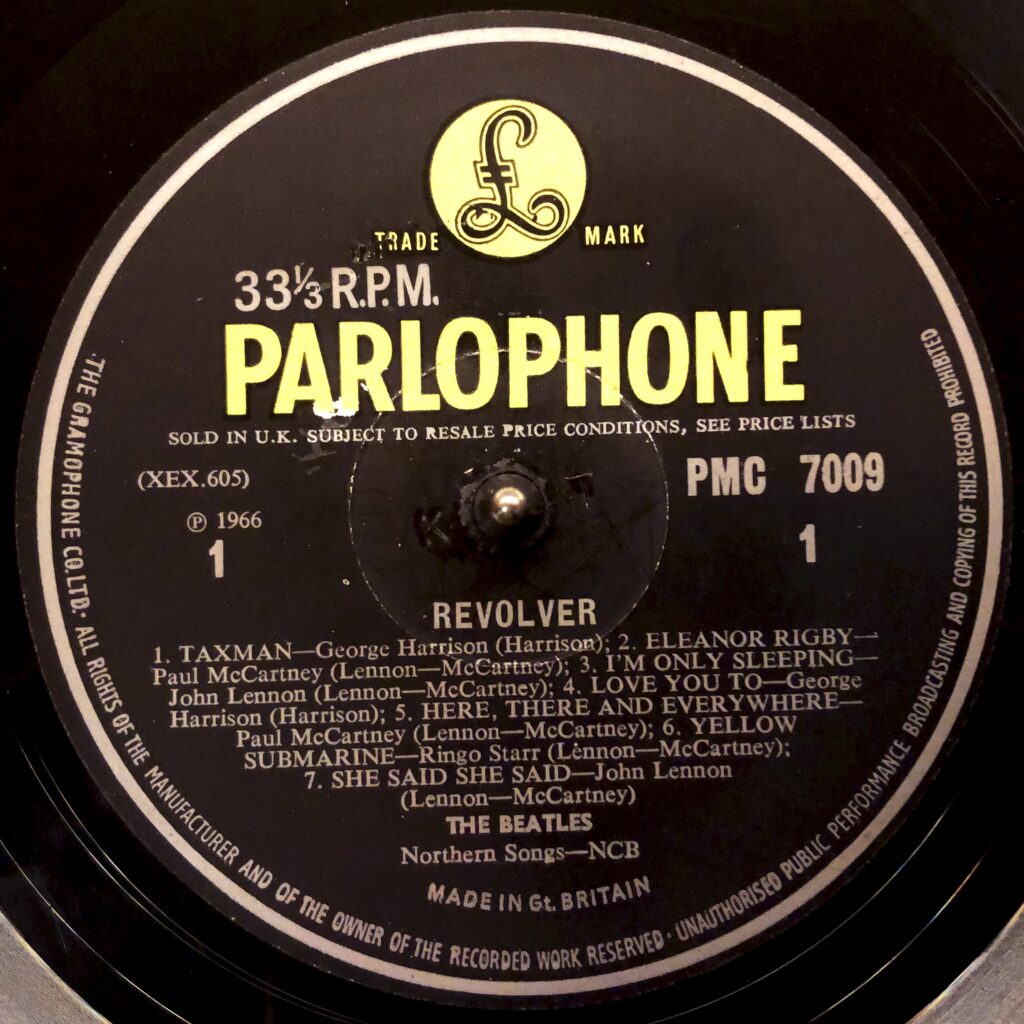 £
TRADE MARK
33⅓ R.P.M.
PARLOPHONE
SOLD IN U.K. SUBJECT TO RESALE PRICE CONDITIONS, SEE PRICE LISTS
(XEX.605)
PMC 7009
℗ 1966
1
1
REVOLVER
1. TAXMAN—George Harrison (Harrison); 2. ELEANOR RIGBY—
Paul McCartney (Lennon—McCartney); 3. I'M ONLY SLEEPING—
John Lennon (Lennon—McCartney); 4. LOVE YOU TO—George
Harrison (Harrison); 5. HERE, THERE AND EVERYWHERE—
Paul McCartney (Lennon—McCartney); 6. YELLOW
SUBMARINE—Ringo Starr (Lennon—McCartney);
7. SHE SAID SHE SAID—John Lennon
(Lennon—McCartney)
THE BEATLES
Northern Songs—NCB
MADE IN Gt. BRITAIN
THE GRAMOPHONE CO. LTD. · ALL RIGHTS OF THE MANUFACTURER AND OF THE OWNER OF THE RECORDED WORK RESERVED · UNAUTHORISED PUBLIC PERFORMANCE BROADCASTING AND COPYING OF THIS RECORD PROHIBITED